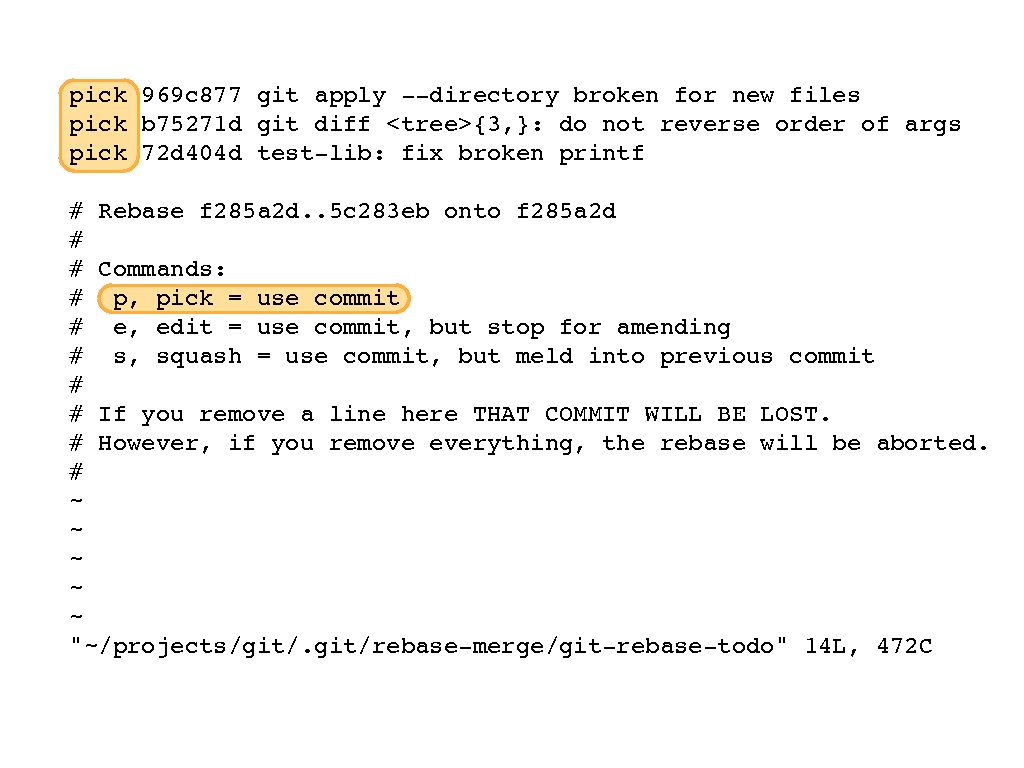 pick 969c877 git apply --directory broken for new files
pick b75271d git diff <tree>{3,}: do not reverse order of args
pick 72d404d test-lib: fix broken printf
# Rebase f285a2d..5c283eb onto f285a2d
#
# Commands:
# p, pick = use commit
# e, edit = use commit, but stop for amending
# s, squash = use commit, but meld into previous commit
#
# If you remove a line here THAT COMMIT WILL BE LOST.
# However, if you remove everything, the rebase will be aborted.
#
~
~
~
~
~
"~/projects/git/.git/rebase-merge/git-rebase-todo" 14L, 472C